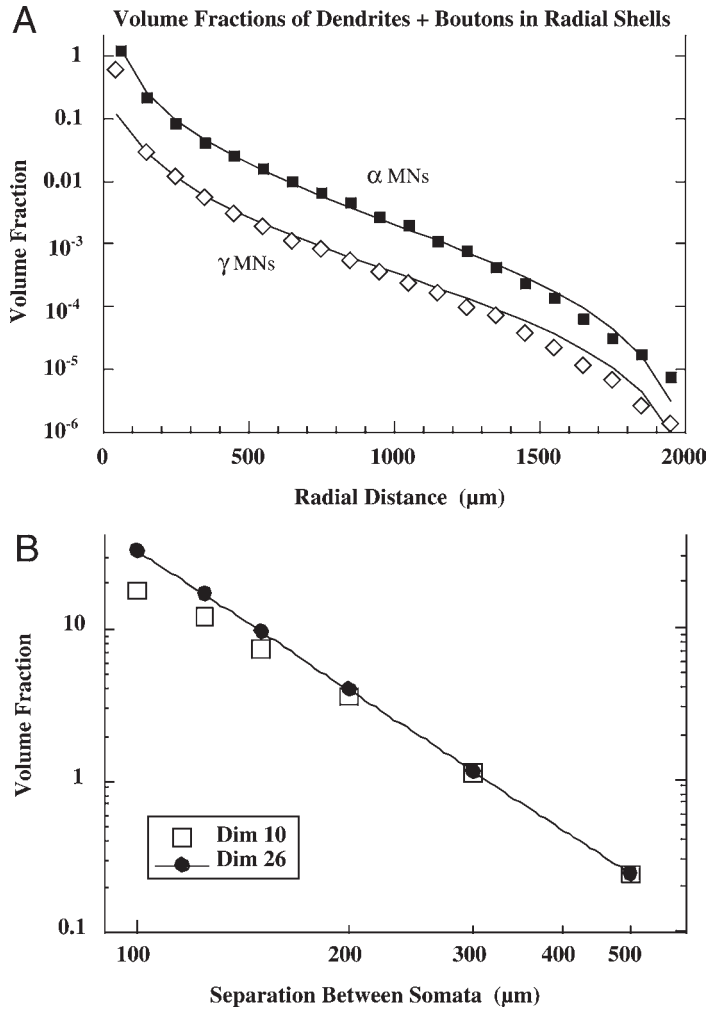 A
Volume Fractions of Dendrites + Boutons in Radial Shells
1
0.1
0.01
10-3
10-4
10-5
10-6
Volume Fraction
α MNs
γ MNs
0 500 1000 1500 2000
Radial Distance (µm)
B
10
1
0.1
Volume Fraction
Dim 10
Dim 26
100 200 300 400 500
Separation Between Somata (µm)